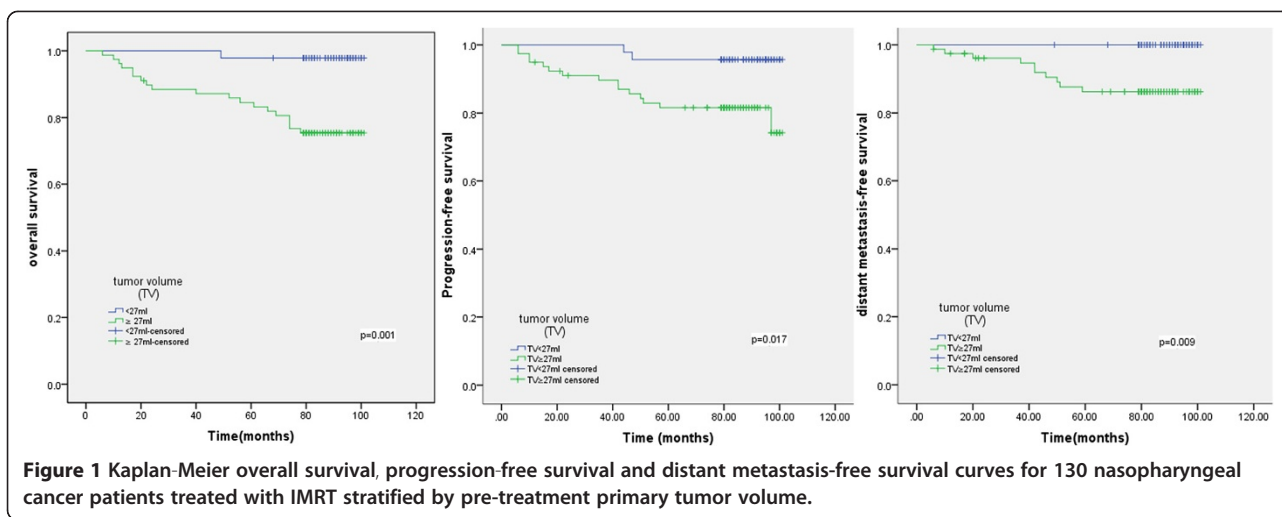 1.0
0.8
0.6
0.4
0.2
0.0
overall survival
tumor volume
(TV)
<27ml
≥ 27ml
<27ml-censored
≥ 27ml-censored
p=0.001
0 20 40 60 80 100 120
Time(months)
1.0
0.8
0.6
0.4
0.2
0.0
Progression-free survival
tumor volume
(TV)
TV<27ml
TV≥27ml
TV<27ml censored
TV≥27ml censored
p=0.017
.00 20.00 40.00 60.00 80.00 100.00 120.00
Time (months)
1.0
0.8
0.6
0.4
0.2
0.0
distant metastasis-free survival
tumor volume
(TV)
TV<27ml
TV≥27ml
TV<27ml censored
TV≥27ml censored
p=0.009
.00 20.00 40.00 60.00 80.00 100.00 120.00
Time(months)
Figure 1 Kaplan-Meier overall survival, progression-free survival and distant metastasis-free survival curves for 130 nasopharyngeal
cancer patients treated with IMRT stratified by pre-treatment primary tumor volume.